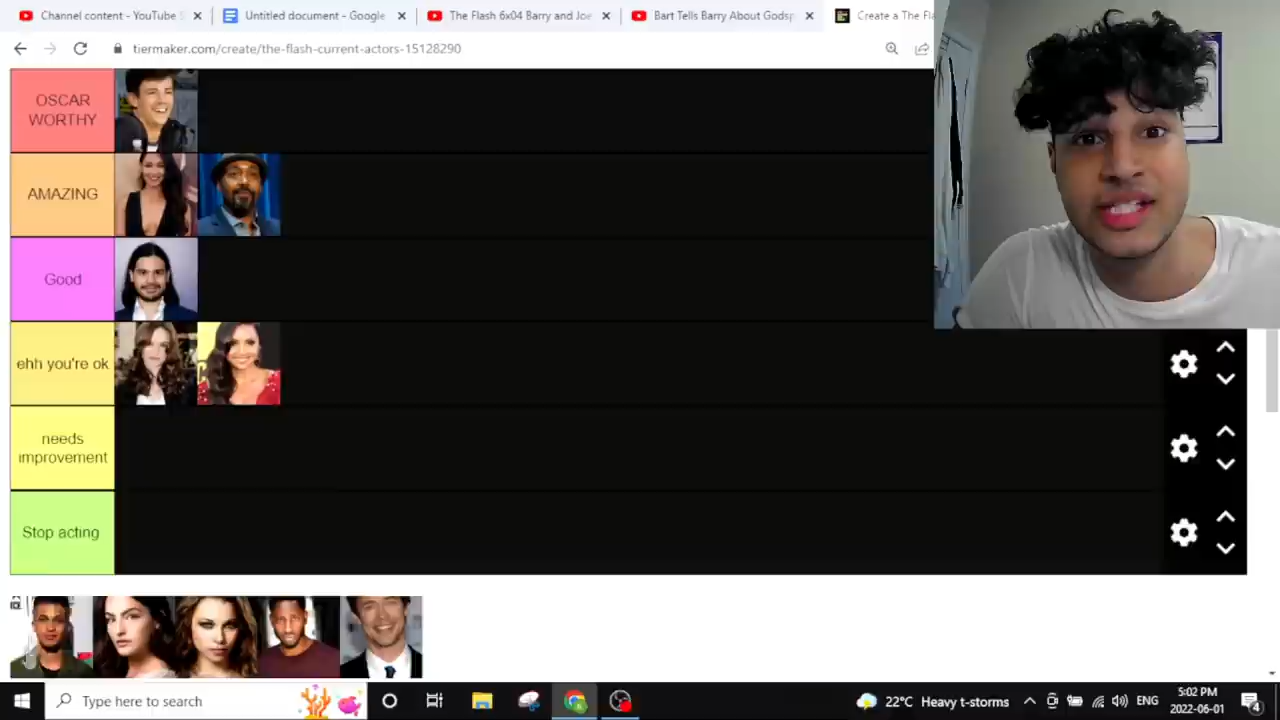 Channel content - YouTube
Untitled document - Google
The Flash 6x04 Barry and Joe
Bart Tells Barry About Godsp
Create a The Fla
tiermaker.com/create/the-flash-current-actors-15128290
OSCAR
WORTHY
AMAZING
Good
ehh you're ok
needs
improvement
Stop acting
Type here to search
22°C Heavy t-storms
ENG
5:02 PM
2022-06-01
4